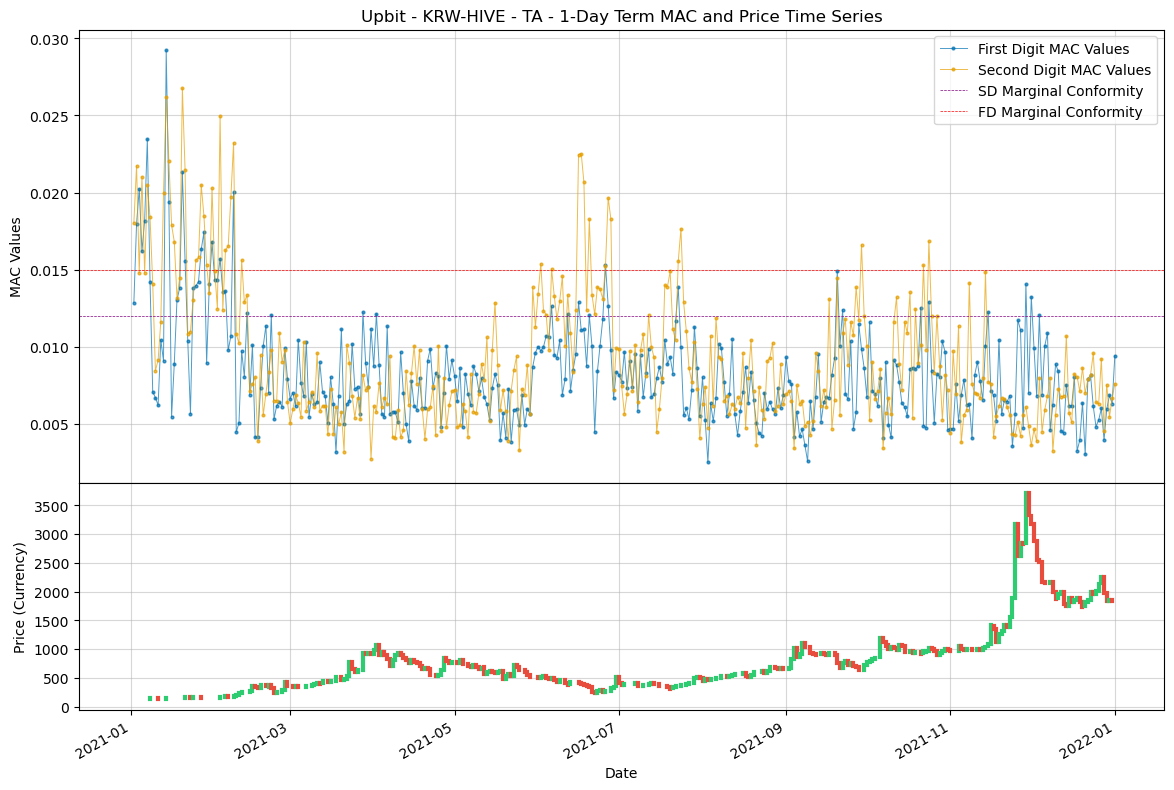 Upbit - KRW-HIVE - TA - 1-Day Term MAC and Price Time Series
0.030
0.025
0.020
0.015
0.010
0.005
MAC Values
First Digit MAC Values
Second Digit MAC Values
SD Marginal Conformity
FD Marginal Conformity
3500
3000
2500
2000
1500
1000
500
0
Price (Currency)
2021-01
2021-03
2021-05
2021-07
2021-09
2021-11
2022-01
Date